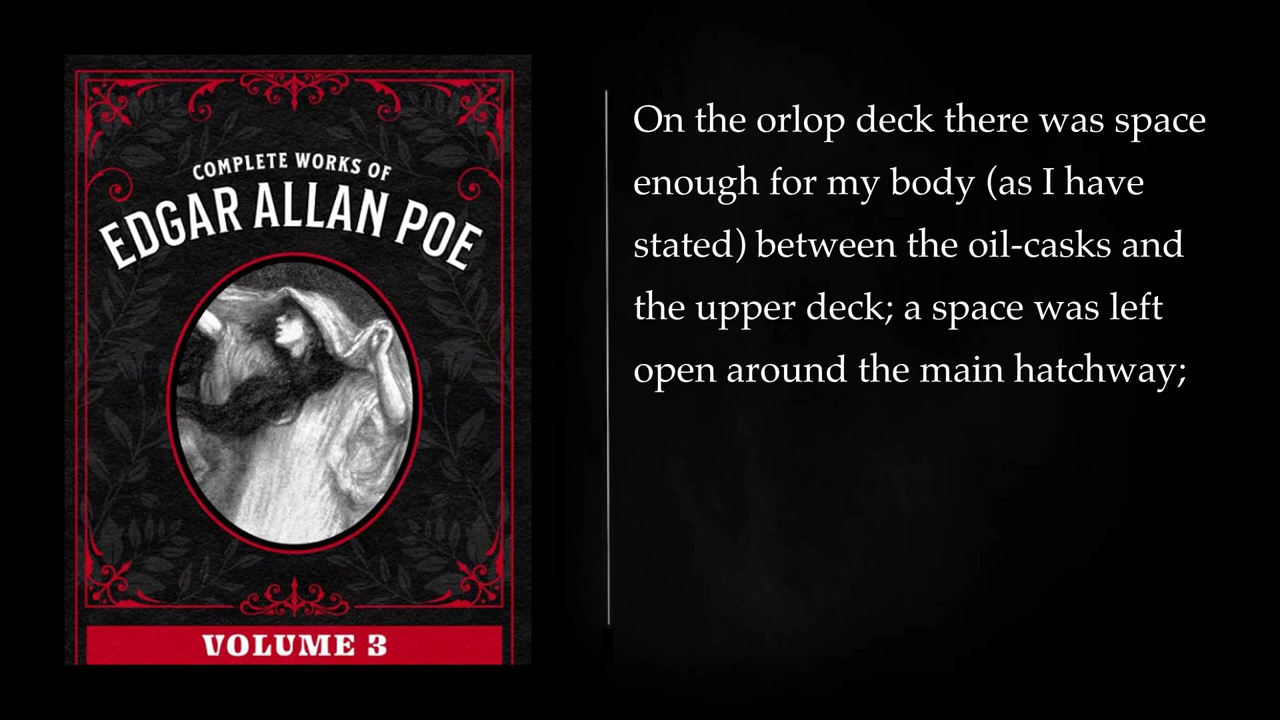 COMPLETE WORKS OF
EDGAR ALLAN POE
VOLUME 3
On the orlop deck there was space
enough for my body (as I have
stated) between the oil-casks and
the upper deck; a space was left
open around the main hatchway;